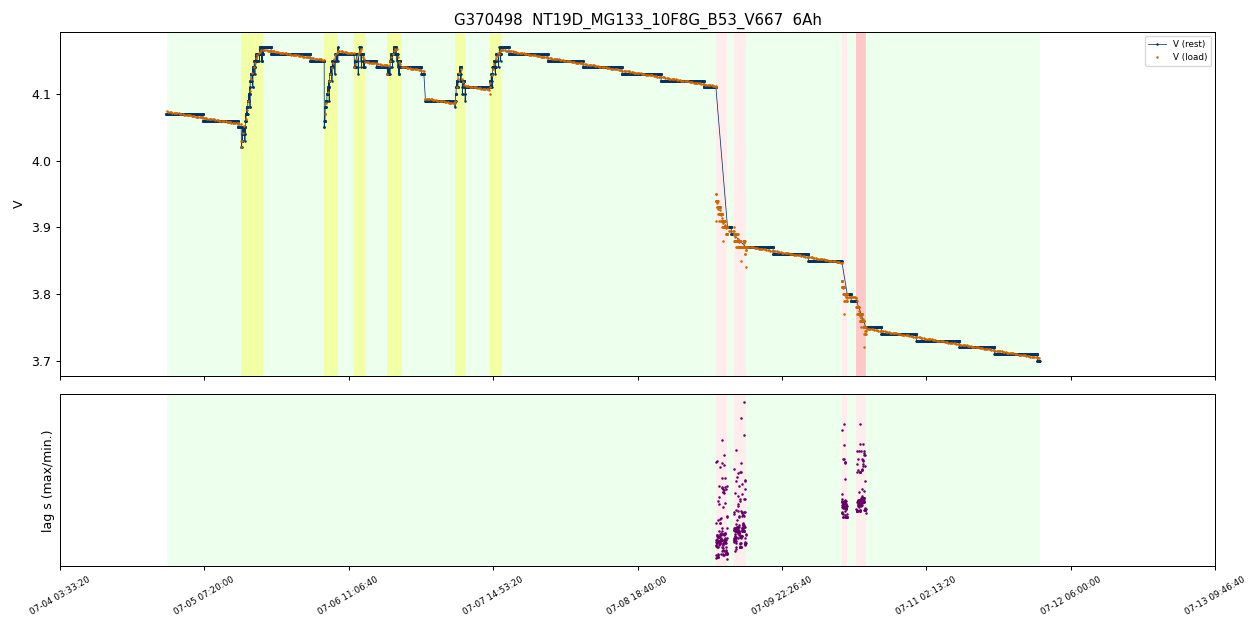 G370498 NT19D_MG133_10F8G_B53_V667 6Ah
V (rest)
V (load)
4.1
4.0
3.9
3.8
3.7
V
lag s (max/min.)
07-04 03:33:20
07-05 07:20:00
07-06 11:06:40
07-07 14:53:20
07-08 18:40:00
07-09 22:26:40
07-11 02:13:20
07-12 06:00:00
07-13 09:46:40